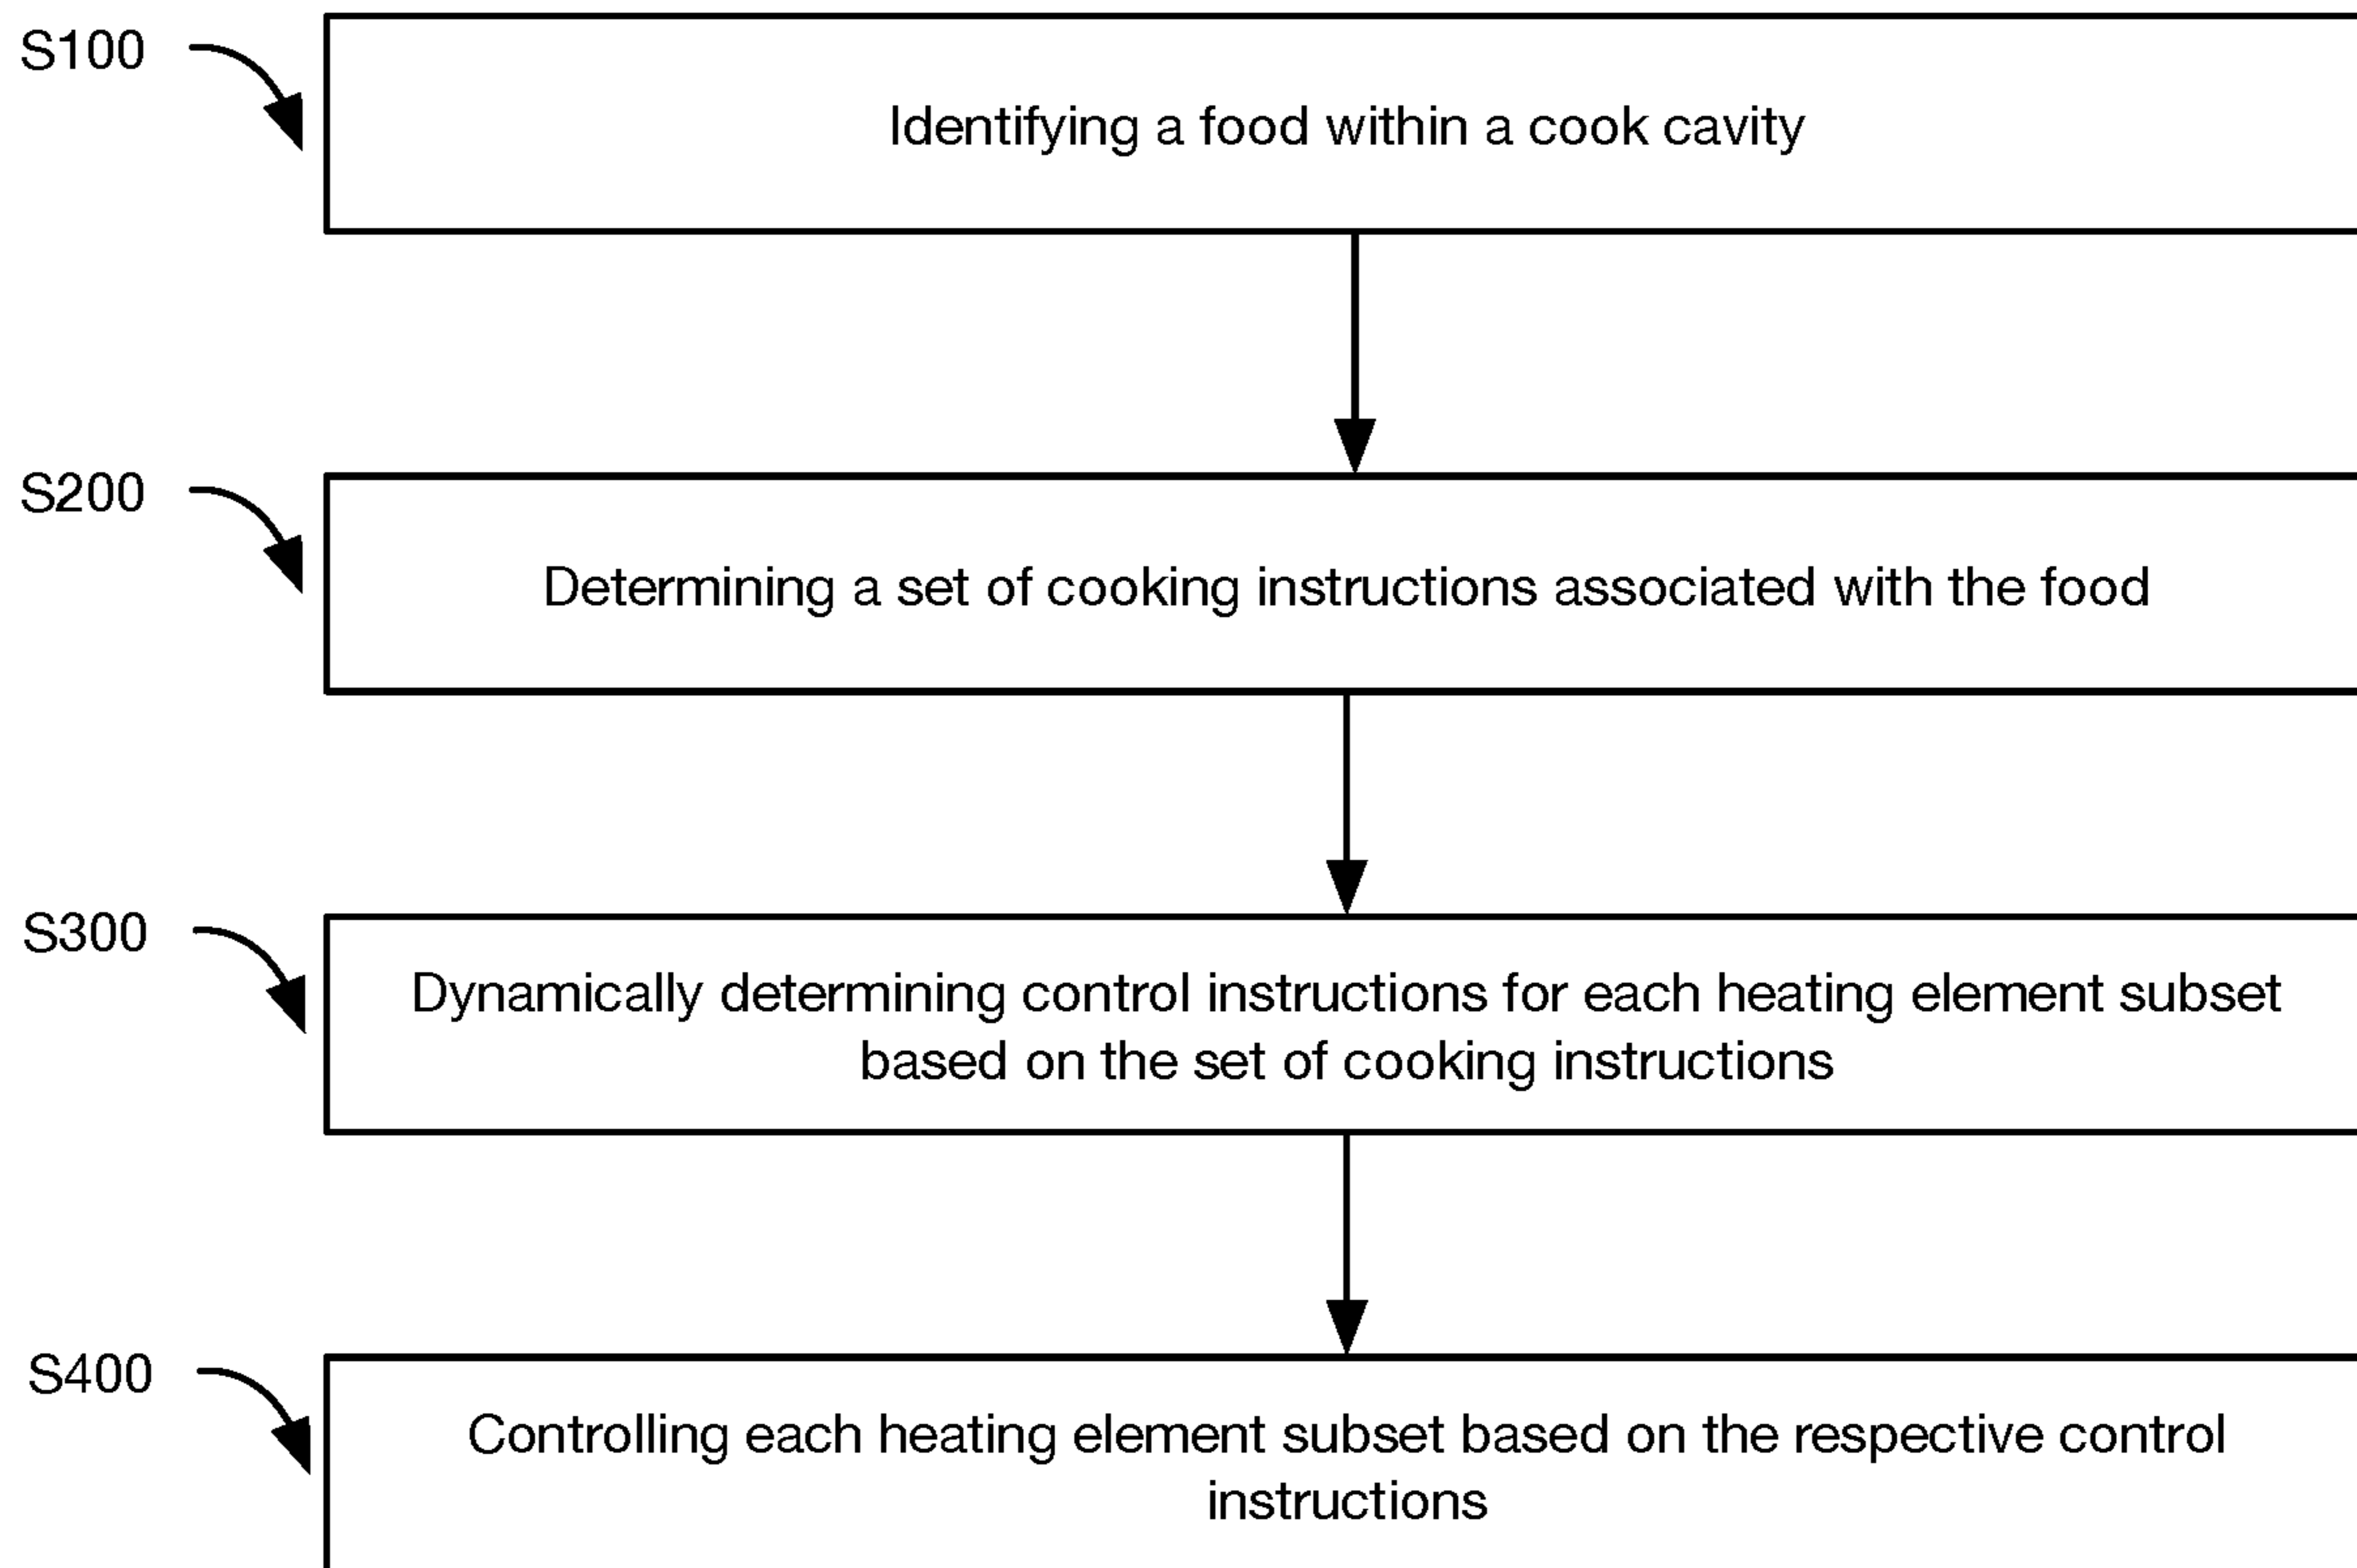 S100
Identifying a food within a cook cavity
S200
Determining a set of cooking instructions associated with the food
S300
Dynamically determining control instructions for each heating element subset
based on the set of cooking instructions
S400
Controlling each heating element subset based on the respective control
instructions